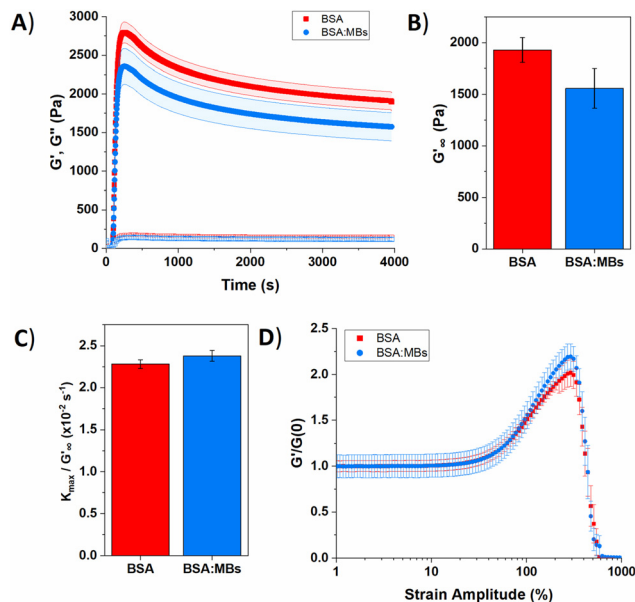 A)
BSA
BSA:MBs
3000
2500
2000
1500
1000
500
0
G', G'' (Pa)
0 1000 2000 3000 4000
Time (s)
B)
2000
1500
1000
500
0
G'∞ (Pa)
BSA BSA:MBs
C)
2.5
2.0
1.5
1.0
0.5
0.0
Kmax / G'∞ (x10⁻² s⁻¹)
BSA BSA:MBs
D)
BSA
BSA:MBs
2.5
2.0
1.5
1.0
0.5
0.0
G'/G(0)
1 10 100 1000
Strain Amplitude (%)